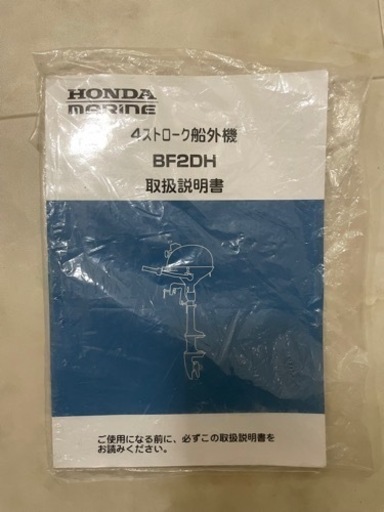 HONDA
MARINE
4ストローク船外機
BF2DH
取扱説明書
ご使用になる前に、必ずこの取扱説明書を
お読みください。